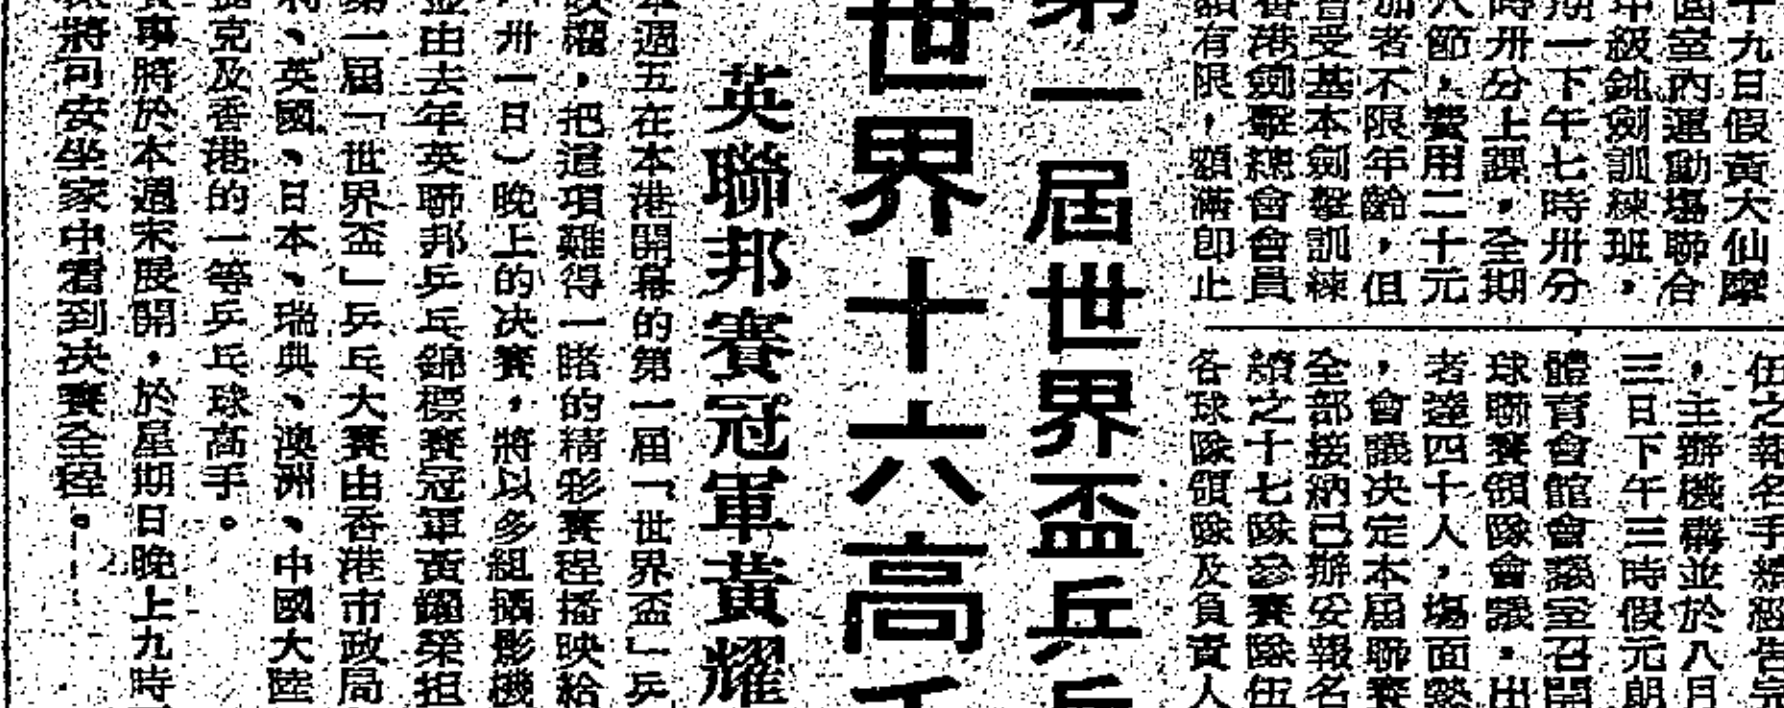 十九日假黃大仙摩
園室內運動場聯合
中級鈍劍訓練班，
期一下午七時卅分
時卅分上課，全期
八節，費用二十元
加者不限年齡，但
曾受基本劍擊訓練
香港劍擊總會會員
額有限，額滿即止
伍之報名手續經告完
，主辦機構並於八月
三日下午三時假元朗
體育會館會議室召開
球聯賽領隊會議。出
者達四十人，場面
，會議決定本屆聯賽
全部接納已辦妥報名
續之十七隊參賽隊伍
各球隊領隊及負責人
第一屆世界盃乒乓
世界十六高手
英聯邦賽冠軍黃耀
本週五在本港開幕的第一屆「世界盃」乒
，把這項難得一睹的精彩賽程播映給
卅一日）晚上的決賽，將以多組攝影機
並由去年英聯邦乒乓錦標賽冠軍黃耀榮担
第一屆「世界盃」乒乓大賽由香港市政局
、英國、日本、瑞典、澳洲、中國大陸
捷克及香港的一等乒乓球高手。
賽事將於本週末展開，於星期日晚上九時
眾將可安坐家中看到決賽全程。